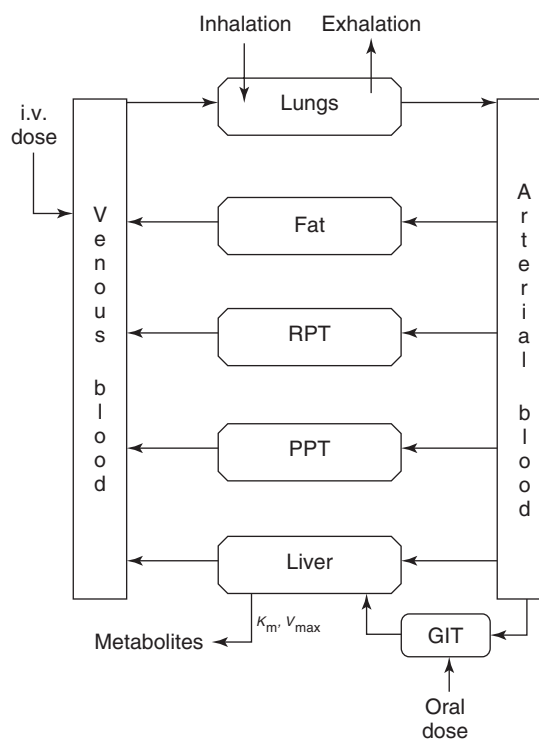 Inhalation
Exhalation
Lungs
i.v.
dose
Venous blood
Arterial blood
Fat
RPT
PPT
Liver
Km, Vmax
Metabolites
GIT
Oral
dose